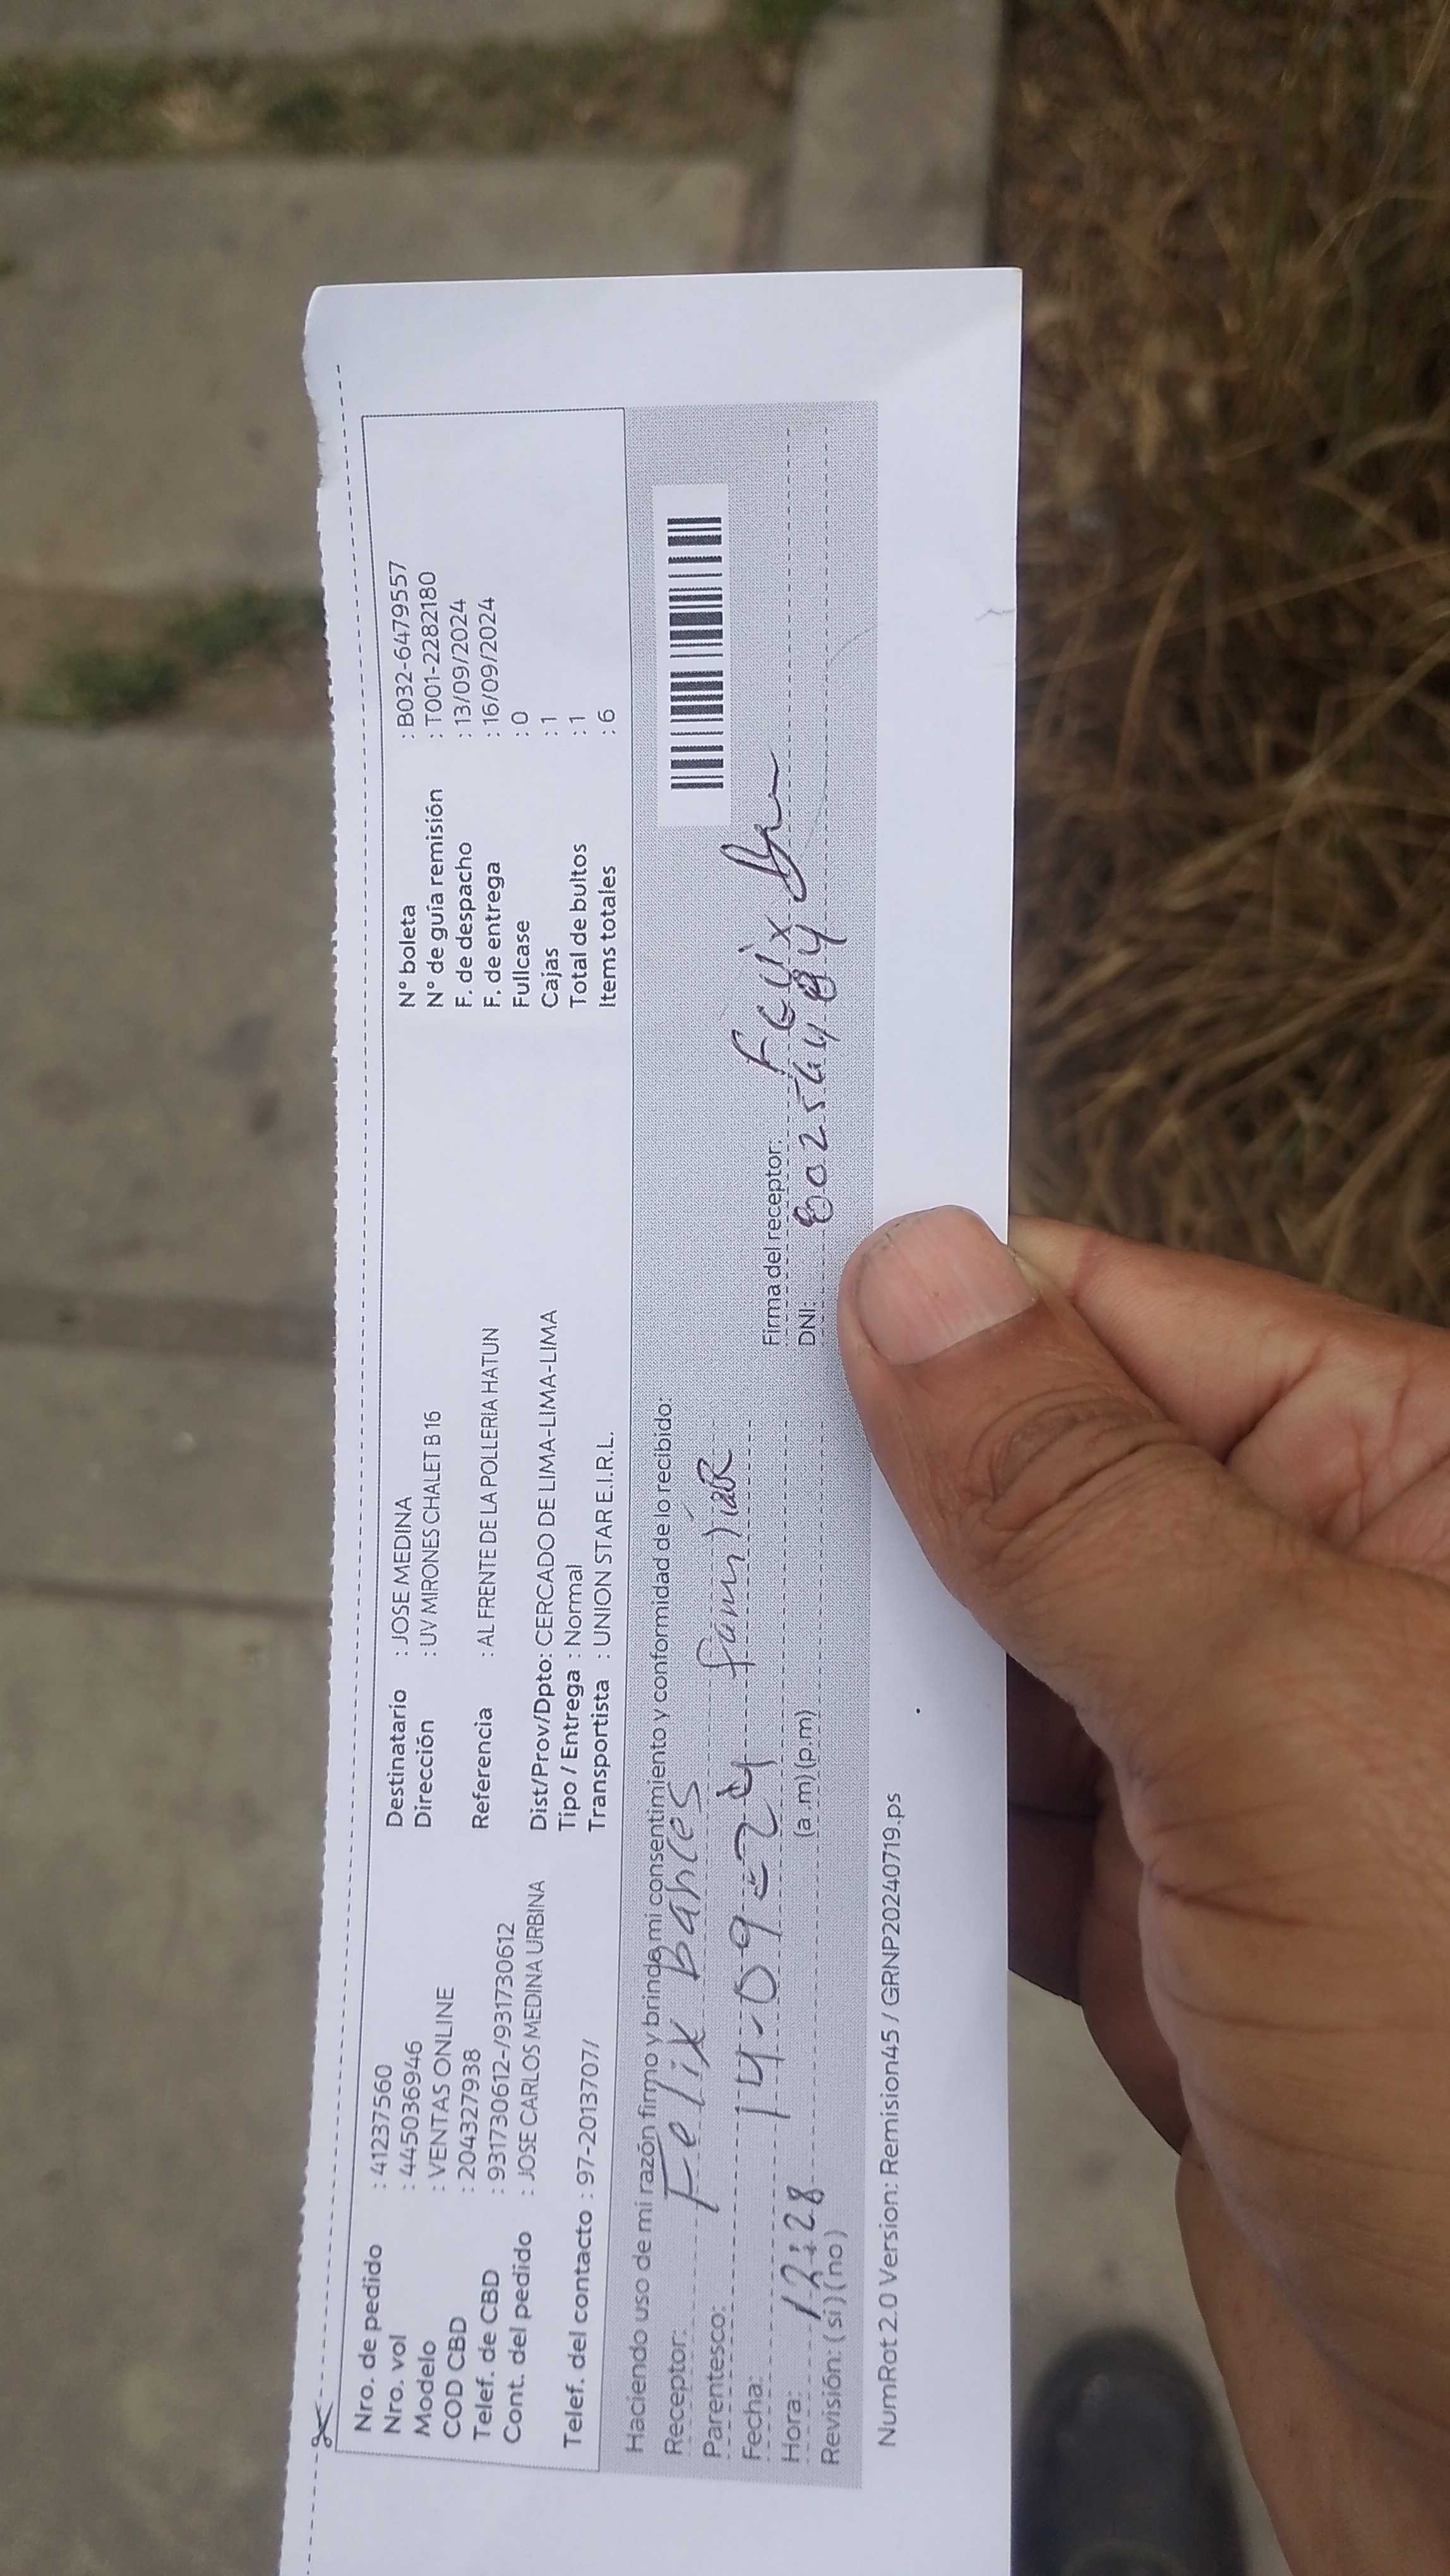 Nro. de pedido : 41237560
Nro. vol : 445036946
Modelo : VENTAS ONLINE
COD CBD : 204327938
Telef. de CBD : 931730612-/931730612
Cont. del pedido : JOSE CARLOS MEDINA URBINA
Telef. del contacto : 97-2013707/
Destinatario : JOSE MEDINA
Dirección : UV MIRONES CHALET B 16
Referencia : AL FRENTE DE LA POLLERIA HATUN
Dist/Prov/Dpto: CERCADO DE LIMA-LIMA-LIMA
Tipo / Entrega : Normal
Transportista : UNION STAR E.I.R.L.
N° boleta : B032-6479557
N° de guía remisión : T001-2282180
F. de despacho : 13/09/2024
F. de entrega : 16/09/2024
Fullcase : 0
Cajas : 1
Total de bultos : 1
Items totales : 6
Haciendo uso de mi razón firmo y brindo mi consentimiento y conformidad de lo recibido:
Receptor: Felix
Parentesco: familiaR
Fecha: 14-09-24
Hora: 12:28 (a.m) (p.m)
Revisión: (si) (no)
Firma del receptor: Felix
DNI:
NumRot 2.0 Version: Remision45 / GRNP20240719.ps